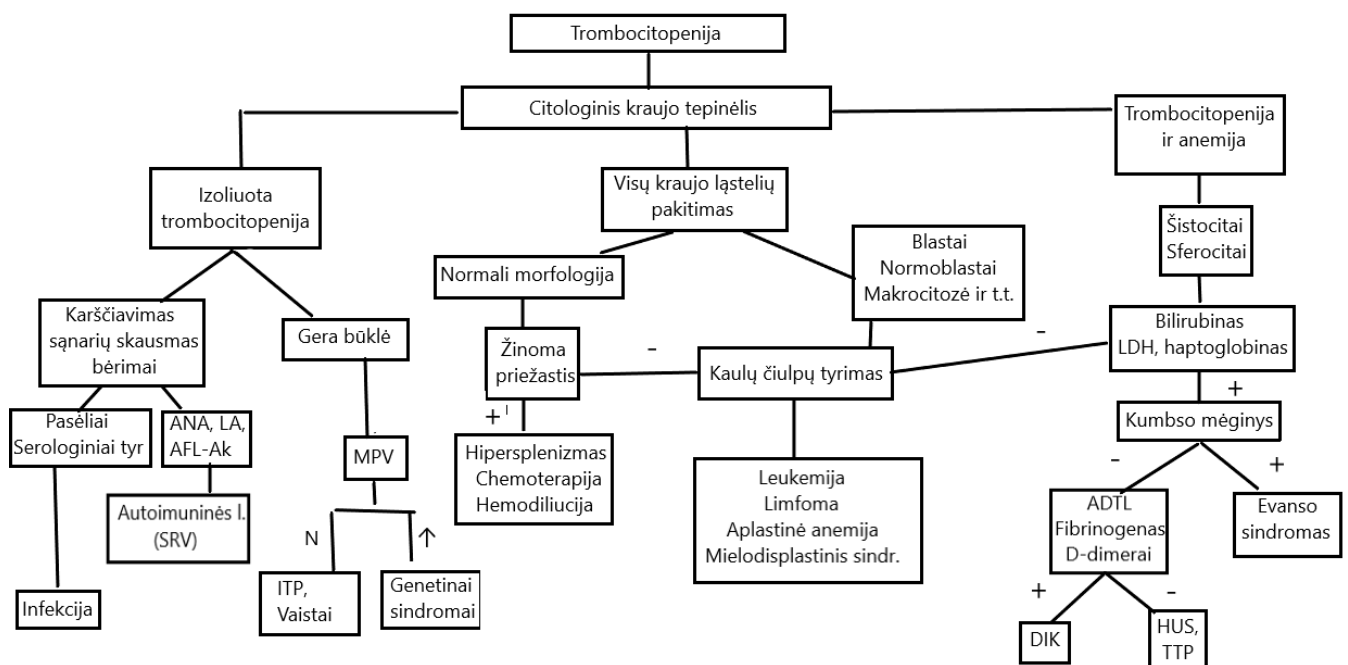 Trombocitopenija
Citologinis kraujo tepinėlis
Trombocitopenija
ir anemija
Izoliuota
trombocitopenija
Visų kraujo ląstelių
pakitimas
Šistocitai
Sferocitai
Normali morfologija
Blastai
Normoblastai
Makrocitozė ir t.t.
Karščiavimas
sąnarių skausmas
bėrimai
Gera būklė
Žinoma
priežastis
-
Kaulų čiulpų tyrimas
-
Bilirubinas
LDH, haptoglobinas
+
+
Pasėliai
Serologiniai tyr
ANA, LA,
AFL-Ak
MPV
Hipersplenizmas
Chemoterapija
Hemodiliucija
Leukemija
Limfoma
Aplastinė anemija
Mielodisplastinis sindr.
Kumbso mėginys
-
+
Autoimuninės l.
(SRV)
N
↑
ADTL
Fibrinogenas
D-dimerai
Evanso
sindromas
Infekcija
ITP,
Vaistai
Genetinai
sindromai
+
-
DIK
HUS,
TTP